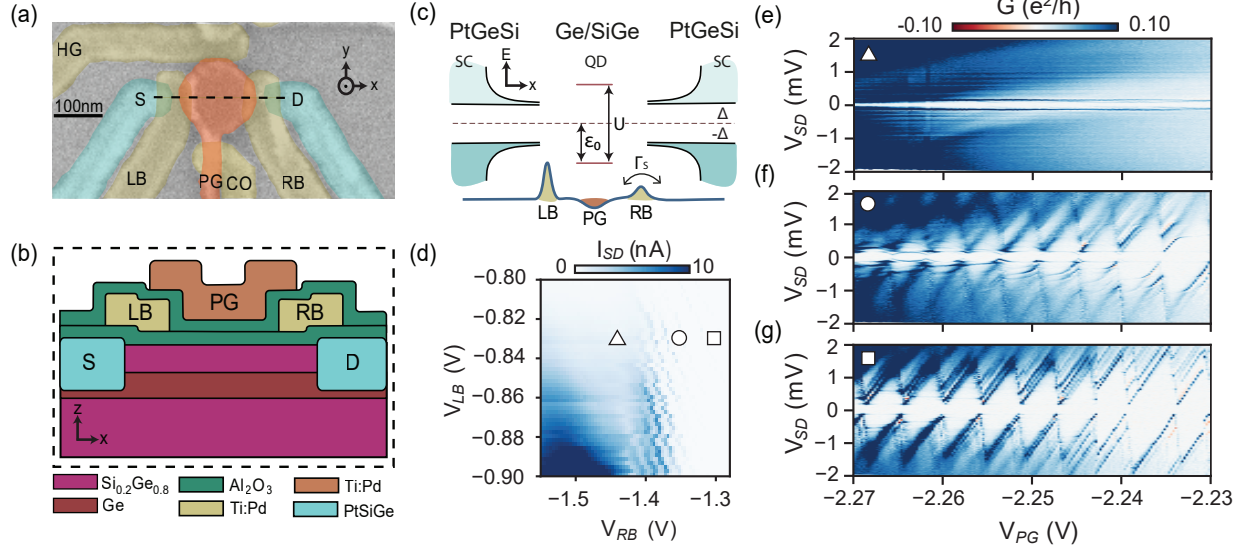 (a)
HG
y
x
S
D
100nm
LB
PG
CO
RB
(b)
PG
LB
RB
S
D
z
x
Si0.2Ge0.8
Al2O3
Ti:Pd
Ge
Ti:Pd
PtSiGe
(c)
PtGeSi
Ge/SiGe
PtGeSi
SC
E
x
QD
SC
U
Δ
ε0
-Δ
ΓS
LB
PG
RB
(d)
ISD (nA)
0
10
−0.80
−0.82
−0.84
−0.86
−0.88
−0.90
VLB (V)
−1.5
−1.4
−1.3
VRB (V)
G (e²/h)
-0.10
0.10
(e)
2
1
0
−1
−2
VSD (mV)
(f)
2
1
0
−1
−2
VSD (mV)
(g)
2
1
0
−1
−2
VSD (mV)
−2.27
−2.26
−2.25
−2.24
−2.23
VPG (V)